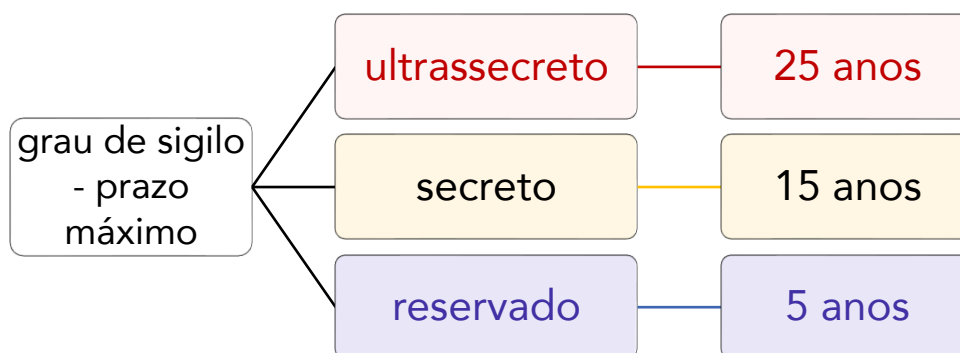 grau de sigilo
- prazo
máximo
ultrassecreto
25 anos
secreto
15 anos
reservado
5 anos